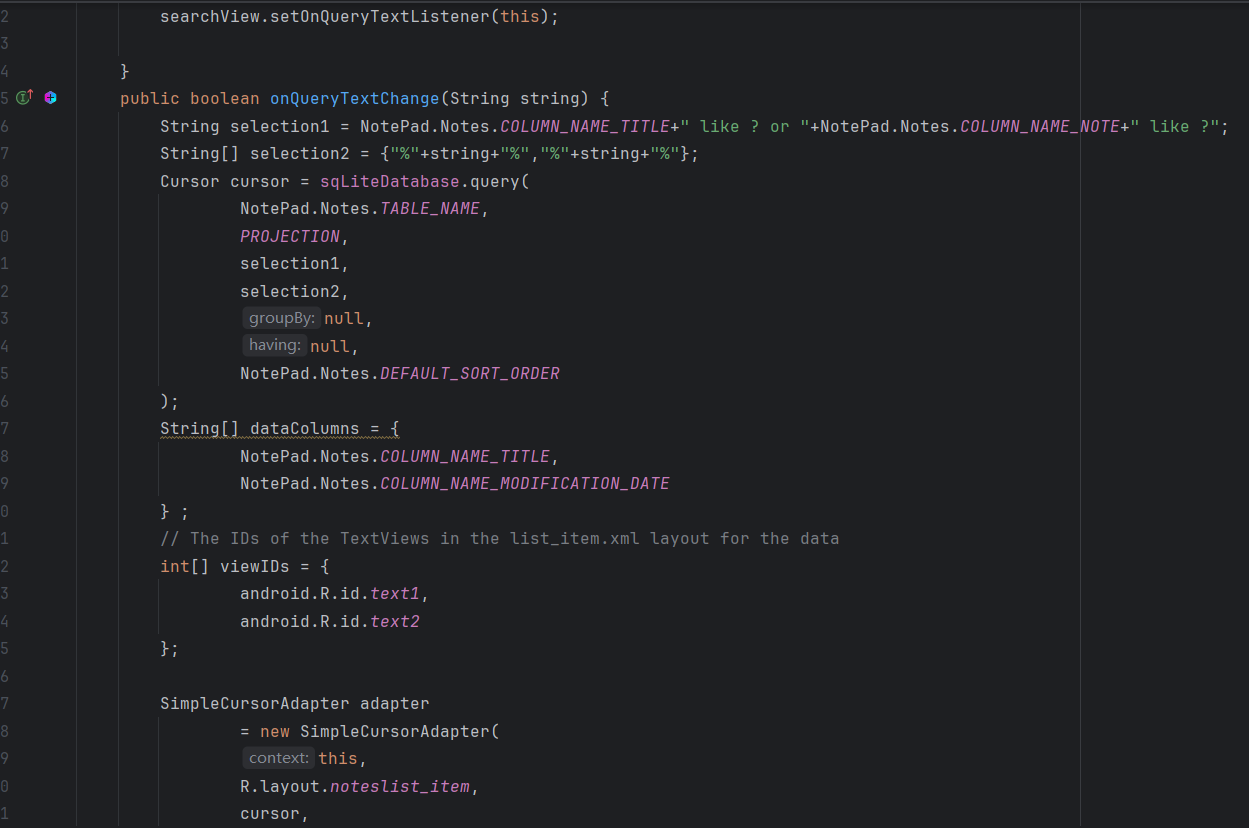 2 searchView.setOnQueryTextListener(this);
3
4 }
5 public boolean onQueryTextChange(String string) {
6 String selection1 = NotePad.Notes.COLUMN_NAME_TITLE+" like ? or "+NotePad.Notes.COLUMN_NAME_NOTE+" like ?";
7 String[] selection2 = {"%"+string+"%","%"+string+"%"};
8 Cursor cursor = sqLiteDatabase.query(
9 NotePad.Notes.TABLE_NAME,
0 PROJECTION,
1 selection1,
2 selection2,
3 groupBy: null,
4 having: null,
5 NotePad.Notes.DEFAULT_SORT_ORDER
6 );
7 String[] dataColumns = {
8 NotePad.Notes.COLUMN_NAME_TITLE,
9 NotePad.Notes.COLUMN_NAME_MODIFICATION_DATE
0 } ;
1 // The IDs of the TextViews in the list_item.xml layout for the data
2 int[] viewIDs = {
3 android.R.id.text1,
4 android.R.id.text2
5 };
6
7 SimpleCursorAdapter adapter
8 = new SimpleCursorAdapter(
9 context: this,
0 R.layout.noteslist_item,
1 cursor,